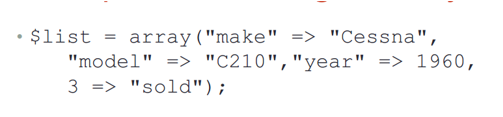 • $list = array("make" => "Cessna",
"model" => "C210","year" => 1960,
3 => "sold");